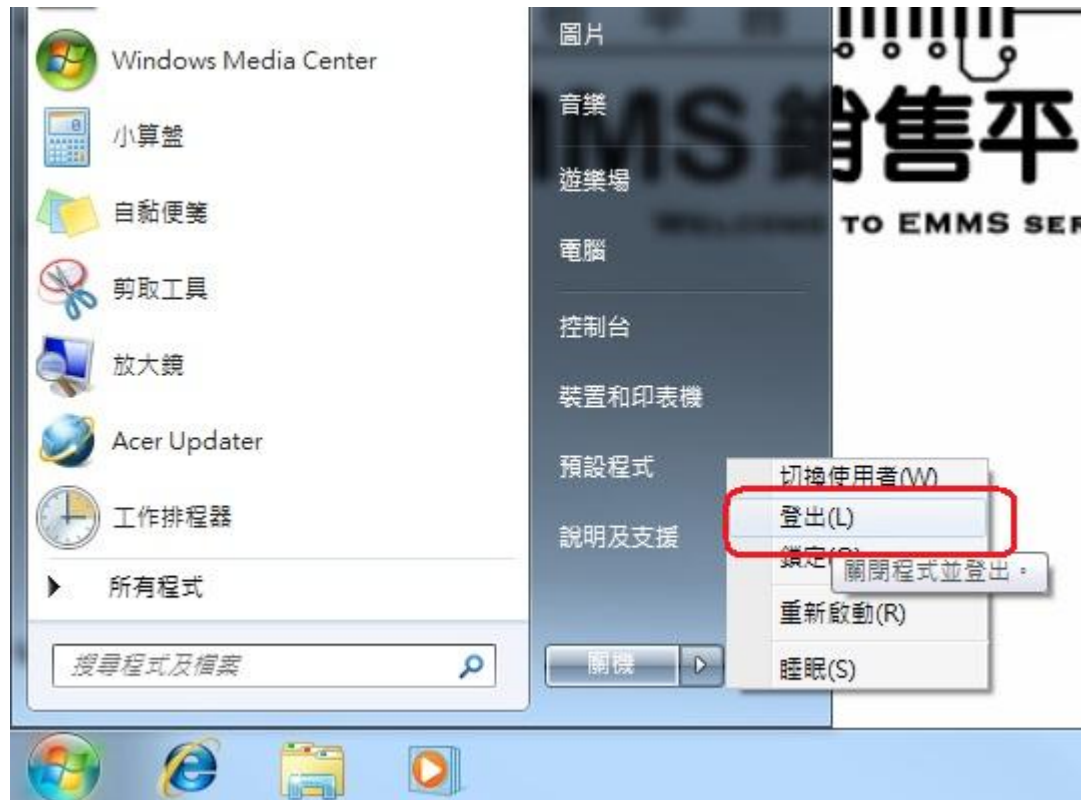 Windows Media Center
小算盤
自黏便箋
剪取工具
放大鏡
Acer Updater
工作排程器
所有程式
搜尋程式及檔案
圖片
音樂
遊樂場
電腦
控制台
裝置和印表機
預設程式
說明及支援
關機
切換使用者(W)
登出(L)
鎖定
關閉程式並登出。
重新啟動(R)
睡眠(S)
MMS 銷售平
WELCOME TO EMMS SER